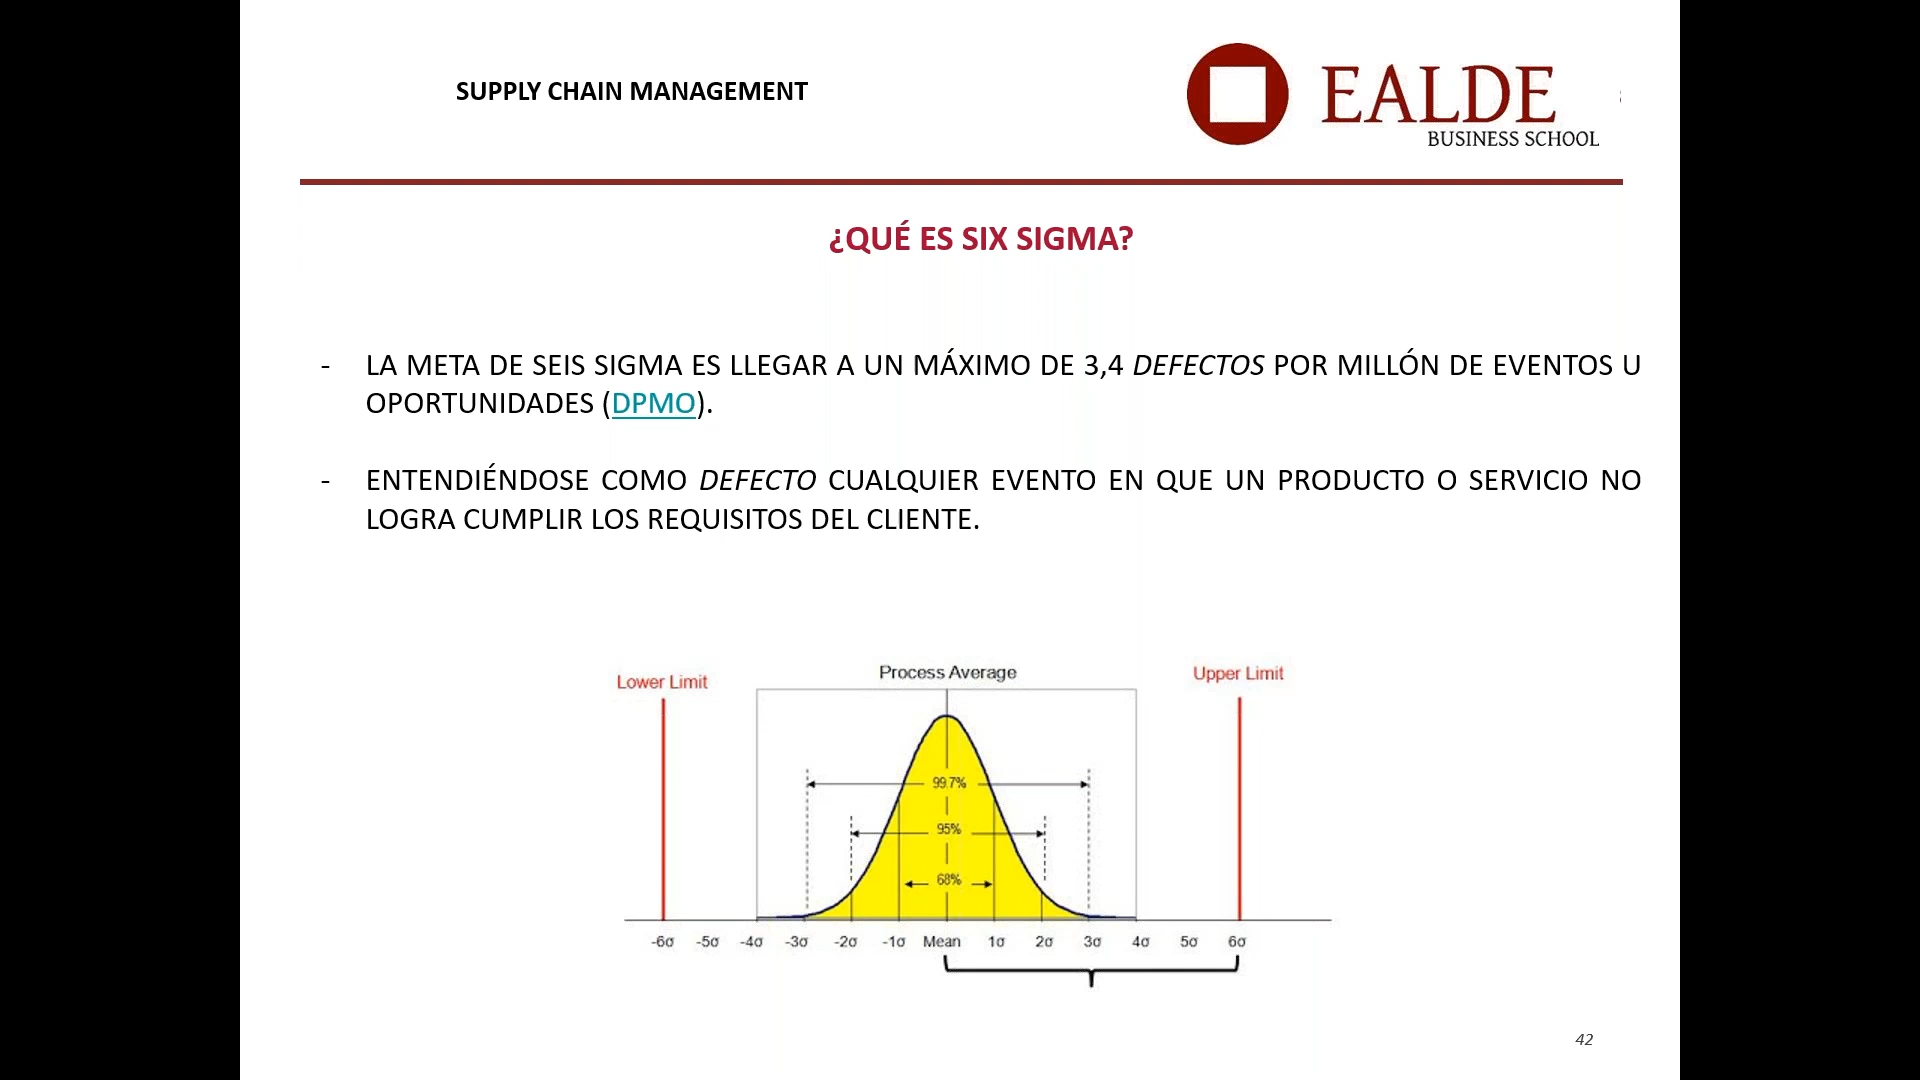 SUPPLY CHAIN MANAGEMENT
EALDE
BUSINESS SCHOOL
¿QUÉ ES SIX SIGMA?
- LA META DE SEIS SIGMA ES LLEGAR A UN MÁXIMO DE 3,4 DEFECTOS POR MILLÓN DE EVENTOS U
OPORTUNIDADES (DPMO).
- ENTENDIÉNDOSE COMO DEFECTO CUALQUIER EVENTO EN QUE UN PRODUCTO O SERVICIO NO
LOGRA CUMPLIR LOS REQUISITOS DEL CLIENTE.
Lower Limit
Process Average
Upper Limit
99.7%
95%
68%
-6σ -5σ -4σ -3σ -2σ -1σ Mean 1σ 2σ 3σ 4σ 5σ 6σ
42